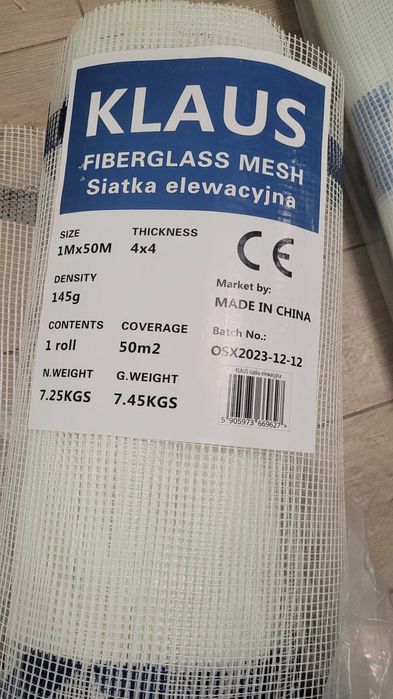 KLAUS
FIBERGLASS MESH
Siatka elewacyjna
SIZE THICKNESS
1Mx50M 4x4
CE
DENSITY
145g
Market by:
MADE IN CHINA
CONTENTS COVERAGE
1 roll 50m2
Batch No.:
OSX2023-12-12
N.WEIGHT G.WEIGHT
7.25KGS 7.45KGS
KLAUS siatka elewacyjna
5 905973 669627 >